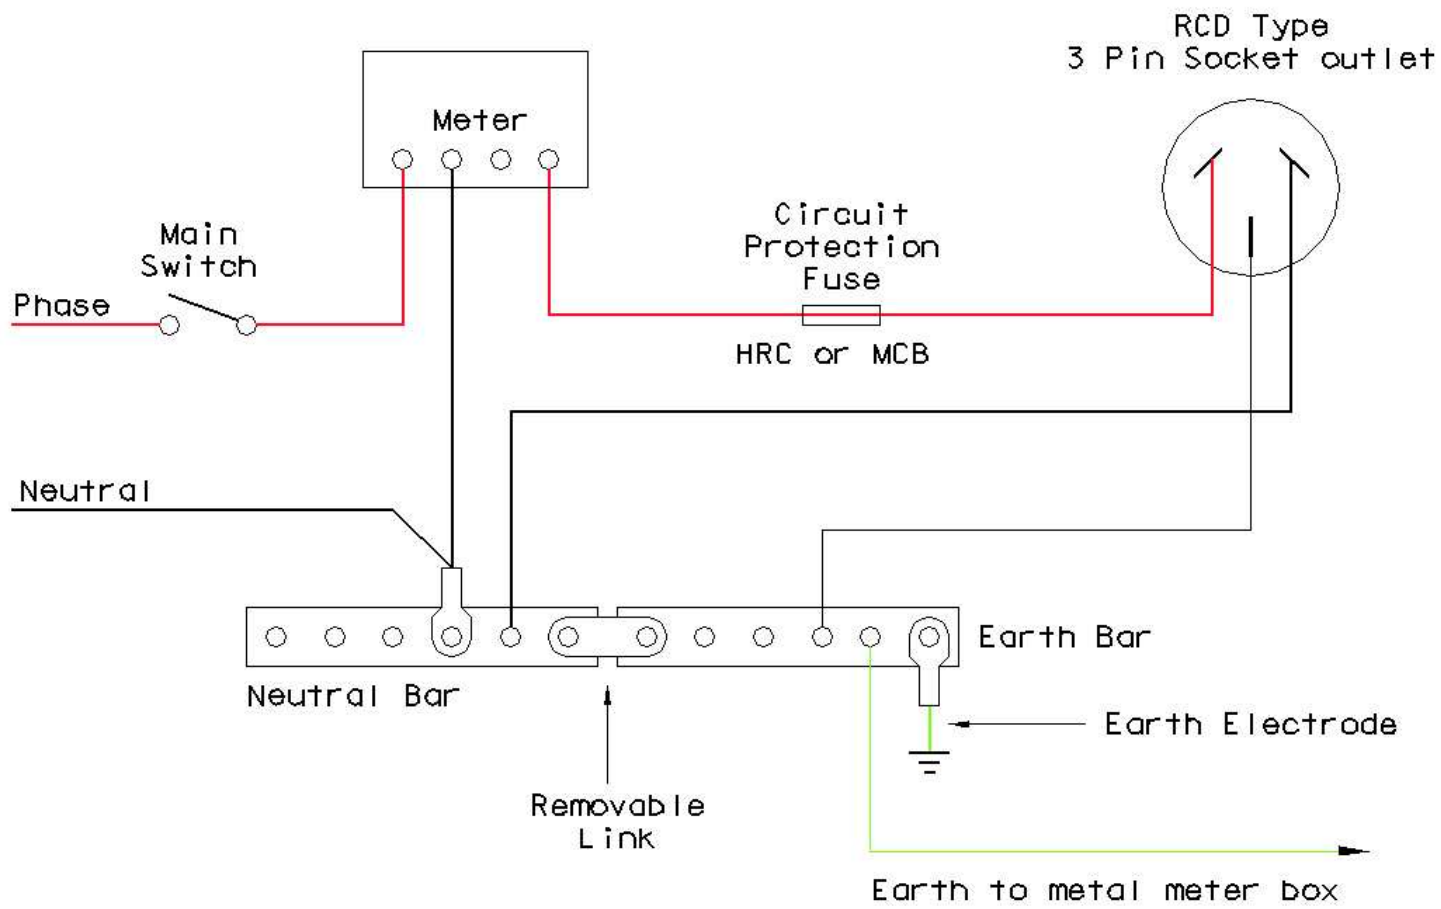 RCD Type
3 Pin Socket outlet
Meter
Circuit
Protection
Fuse
Main
Switch
Phase
HRC or MCB
Neutral
Earth Bar
Neutral Bar
Earth Electrode
Removable
Link
Earth to metal meter box